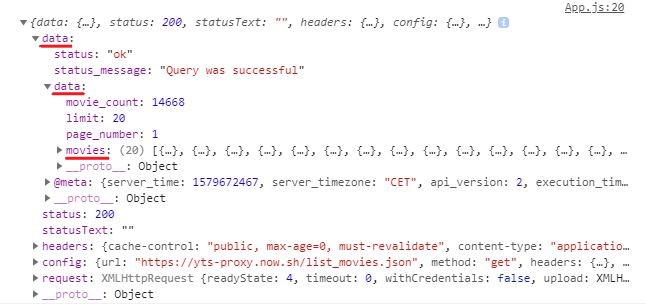 App.js:20
▼{data: {…}, status: 200, statusText: "", headers: {…}, config: {…}, …} i
▼data:
status: "ok"
status_message: "Query was successful"
▼data:
movie_count: 14668
limit: 20
page_number: 1
▶movies: (20) [{…}, {…}, {…}, {…}, {…}, {…}, {…}, {…}, {…}, {…}, {…}, {…}, {…}, {…}, …
▶__proto__: Object
▶@meta: {server_time: 1579672467, server_timezone: "CET", api_version: 2, execution_tim…
▶__proto__: Object
status: 200
statusText: ""
▶headers: {cache-control: "public, max-age=0, must-revalidate", content-type: "applicatio…
▶config: {url: "https://yts-proxy.now.sh/list_movies.json", method: "get", headers: {…}, …
▶request: XMLHttpRequest {readyState: 4, timeout: 0, withCredentials: false, upload: XMLH…
▶__proto__: Object